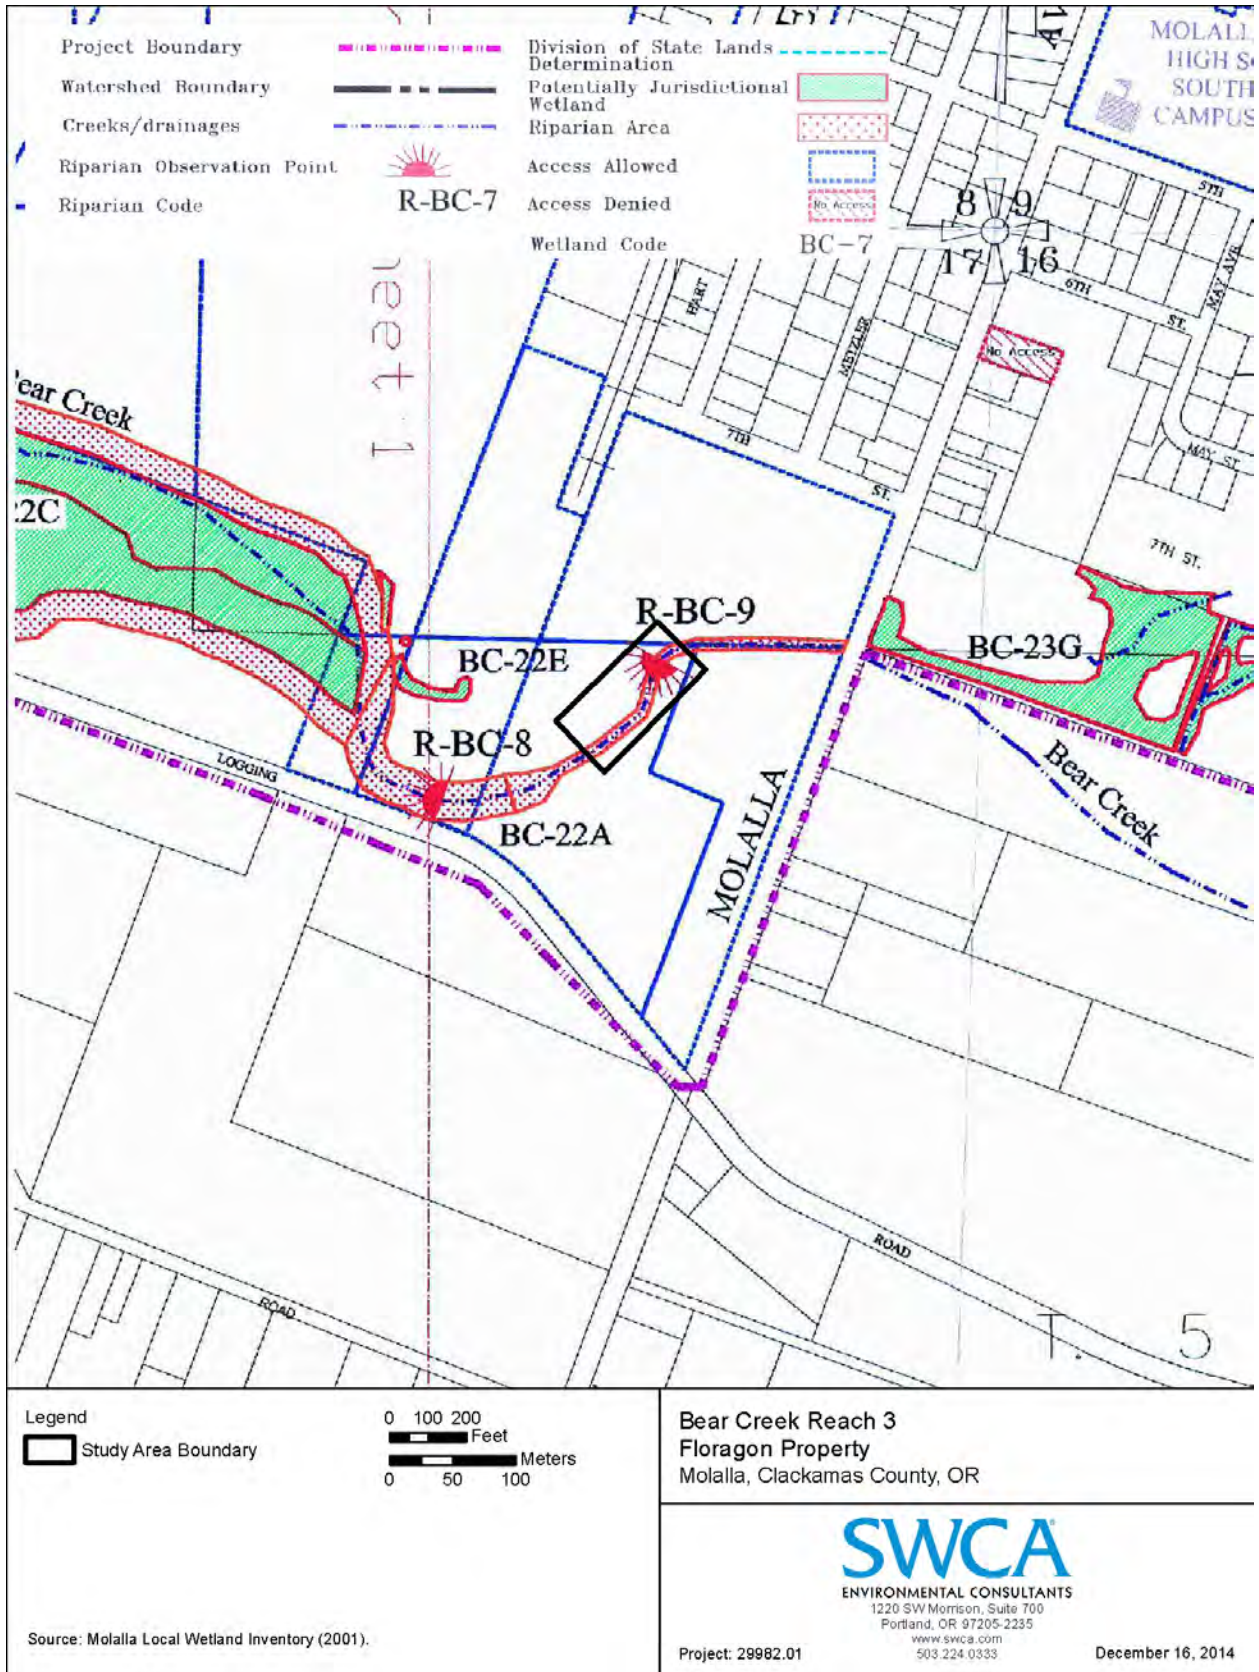 Project Boundary
Watershed Boundary
Creeks/drainages
Riparian Observation Point
Riparian Code
R-BC-7
Division of State Lands
Determination
Potentially Jurisdictional
Wetland
Riparian Area
Access Allowed
Access Denied
No Access
Wetland Code
BC-7
MOLALL
HIGH S
SOUTH
CAMPUS
AV
5TH
8 9
17 16
6TH
ST.
MAY AVE
HART
METZLER
No Access
MAY ST
7TH
ST.
7TH ST.
eet 1
ear Creek
22C
R-BC-9
BC-22E
BC-23G
R-BC-8
BC-22A
LOGGING
MOLALLA
Bear Creek
ROAD
ROAD
T. 5
Legend
Study Area Boundary
0 100 200
Feet
Meters
0 50 100
Source: Molalla Local Wetland Inventory (2001).
Bear Creek Reach 3
Floragon Property
Molalla, Clackamas County, OR
SWCA
ENVIRONMENTAL CONSULTANTS
1220 SW Morrison, Suite 700
Portland, OR 97205-2235
www.swca.com
503.224.0333
Project: 29982.01
December 16, 2014